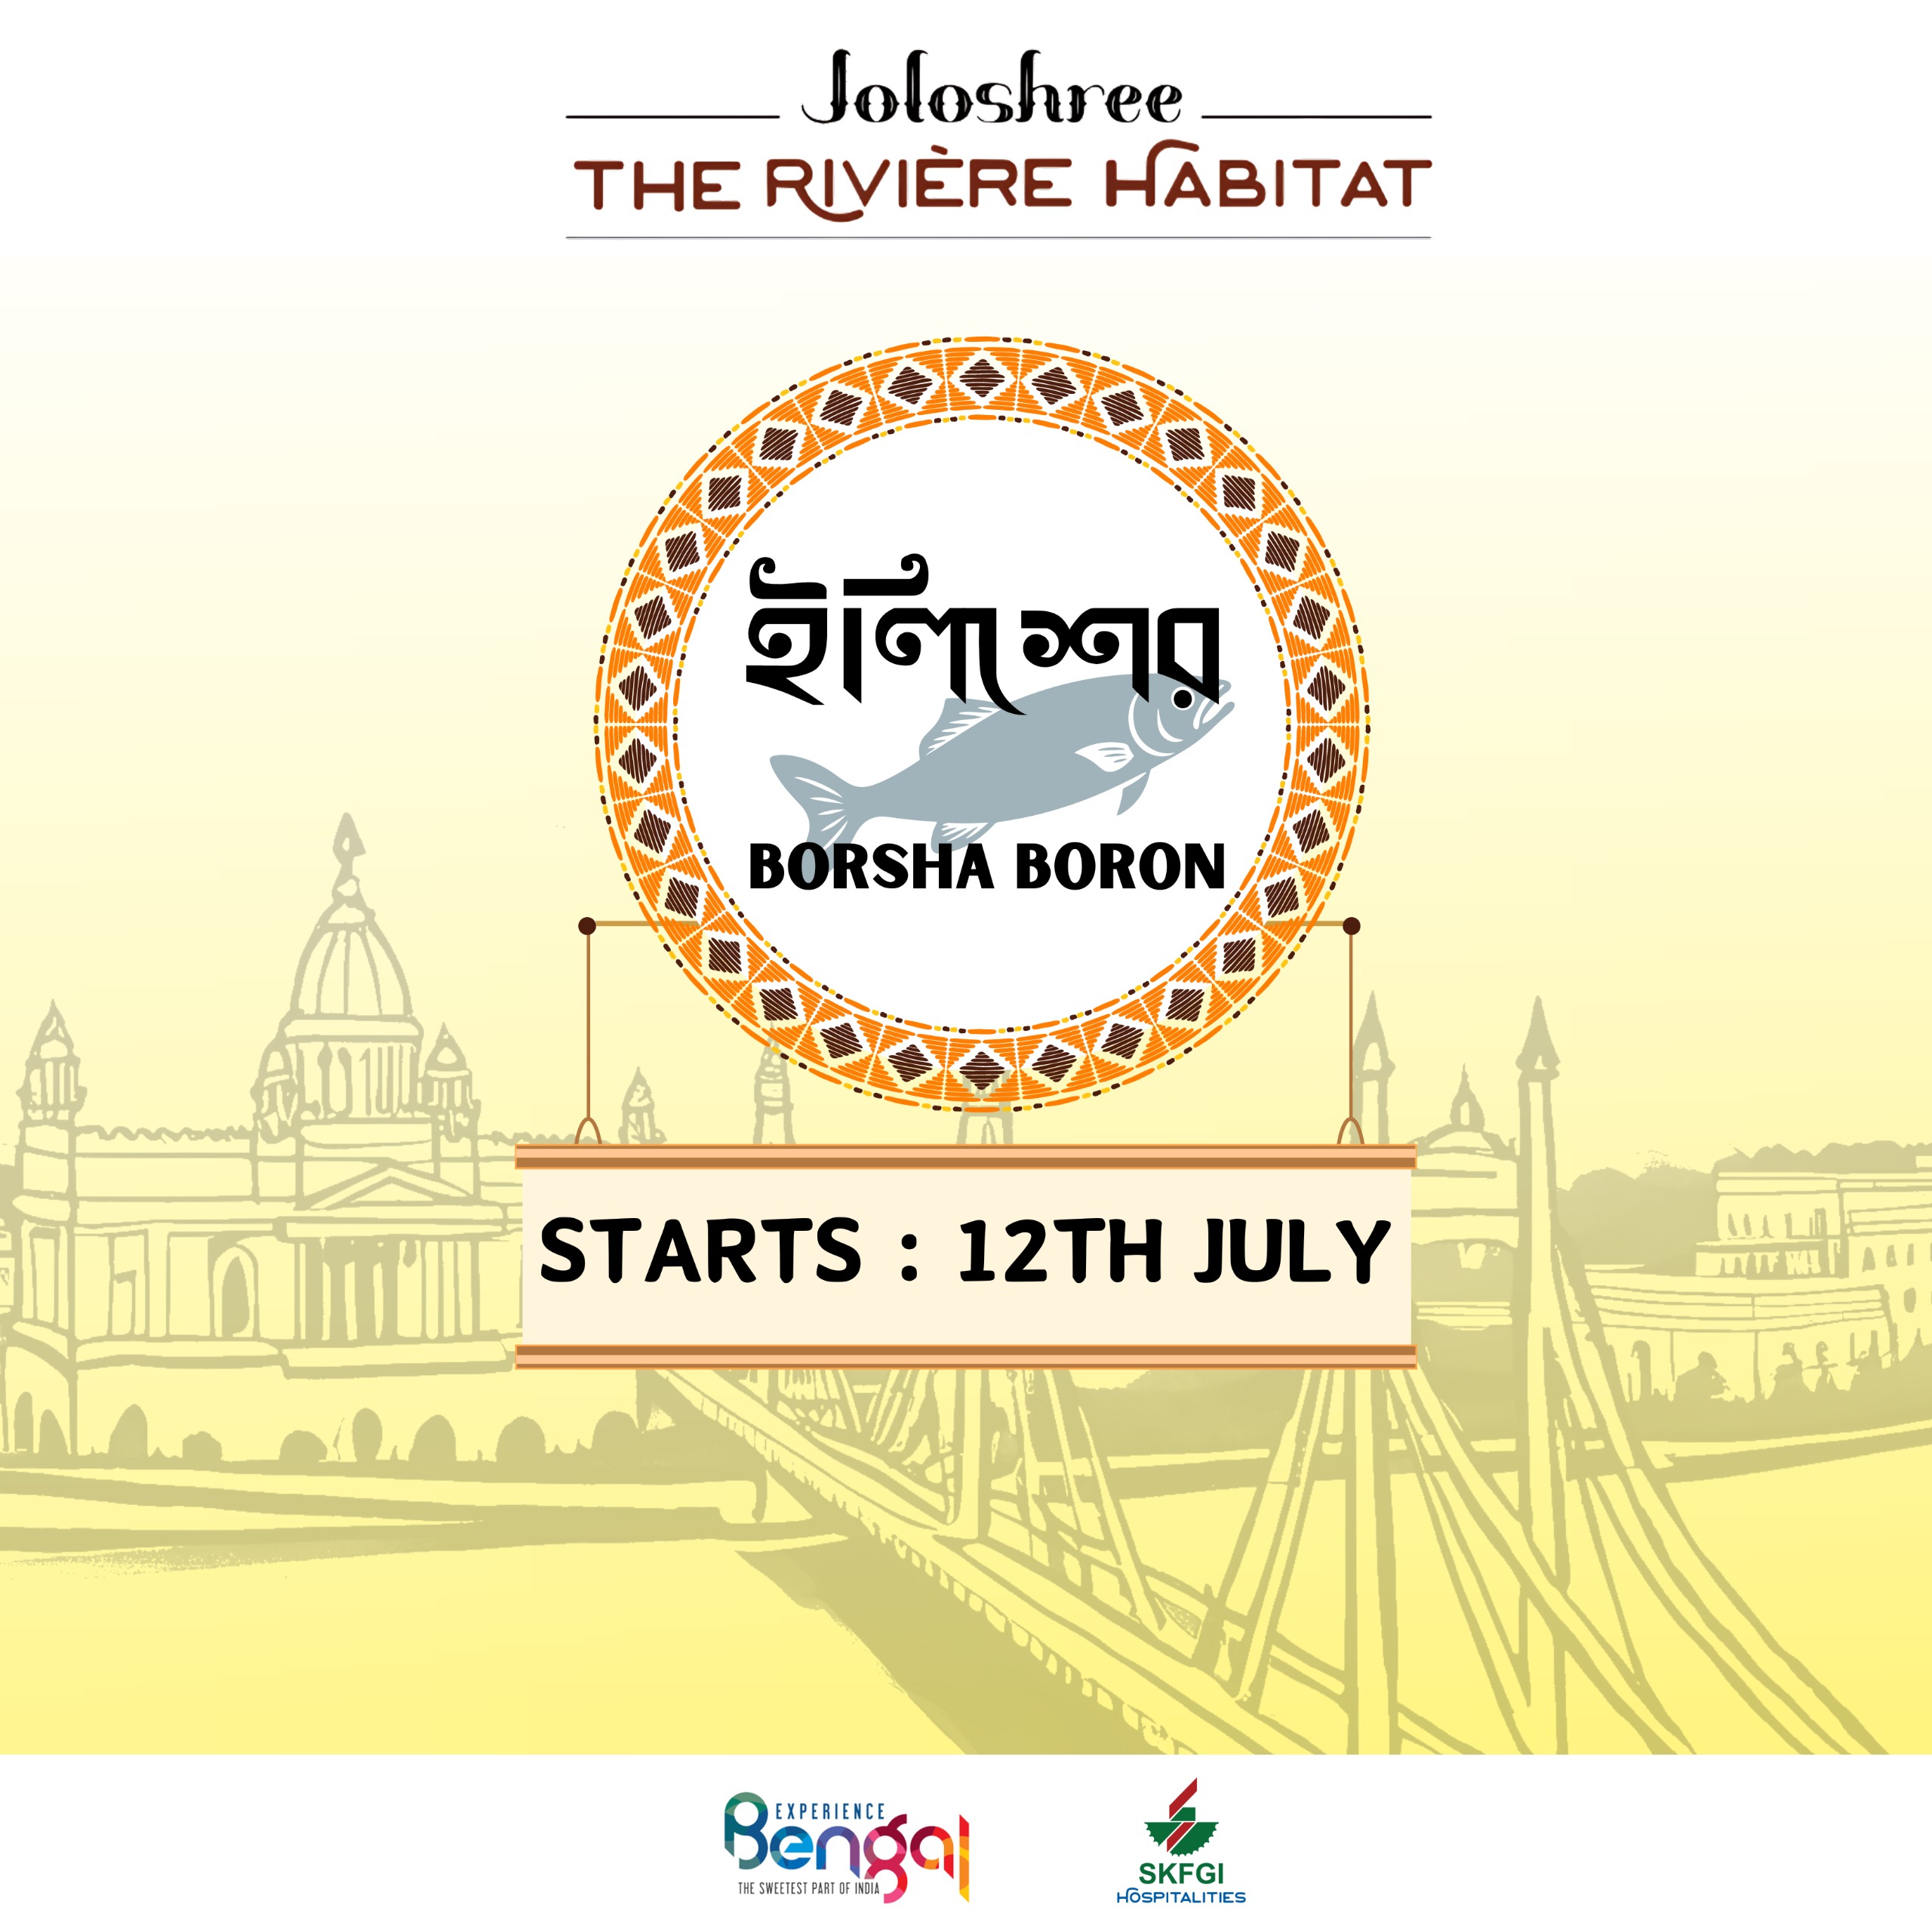 Joloshree
THE RIVIÈRE HABITAT
ইলিৎশব
BORSHA BORON
STARTS : 12TH JULY
EXPERIENCE
Bengal
THE SWEETEST PART OF INDIA
SKFGI
HOSPITALITIES